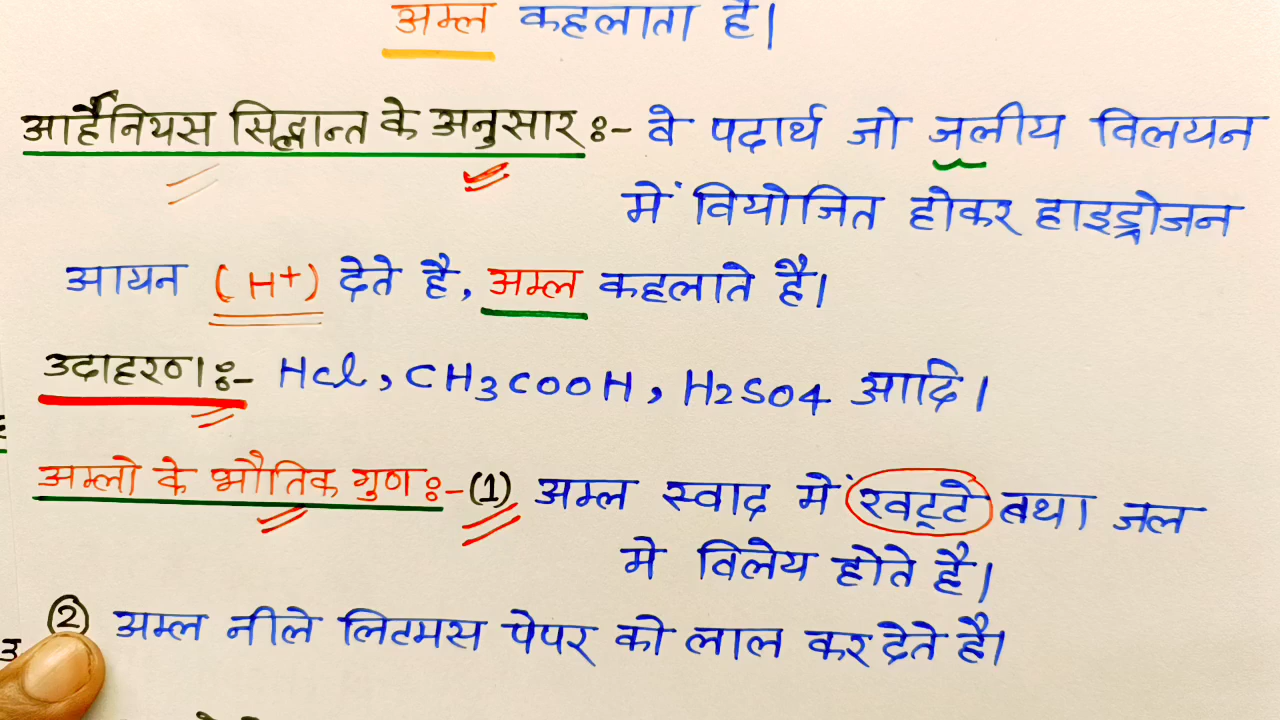 अम्ल कहलाता है।
आर्हेनियस सिद्धान्त के अनुसार :- वे पदार्थ जो जलीय विलयन
में वियोजित होकर हाइड्रोजन
आयन (H+) देते है, अम्ल कहलाते है।
उदाहरण :- Hcl, CH3COOH, H2SO4 आदि।
अम्लो के भौतिक गुण :- (1) अम्ल स्वाद में खट्टे तथा जल
मे विलेय होते है।
(2) अम्ल नीले लिटमस पेपर को लाल कर देते है।